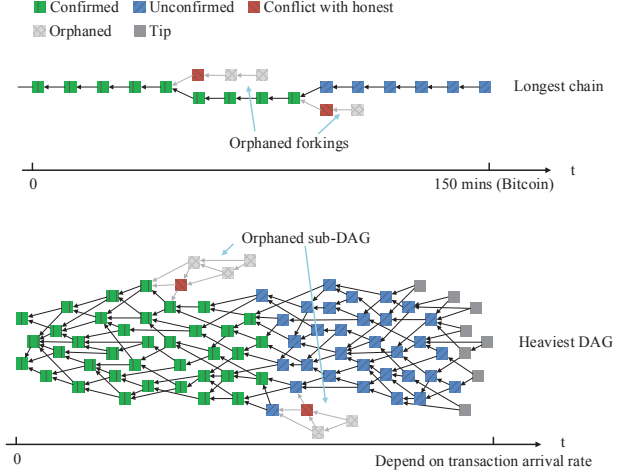 Confirmed Unconfirmed Conflict with honest
Orphaned Tip
Longest chain
Orphaned forkings
t
0 150 mins (Bitcoin)
Orphaned sub-DAG
Heaviest DAG
t
0 Depend on transaction arrival rate